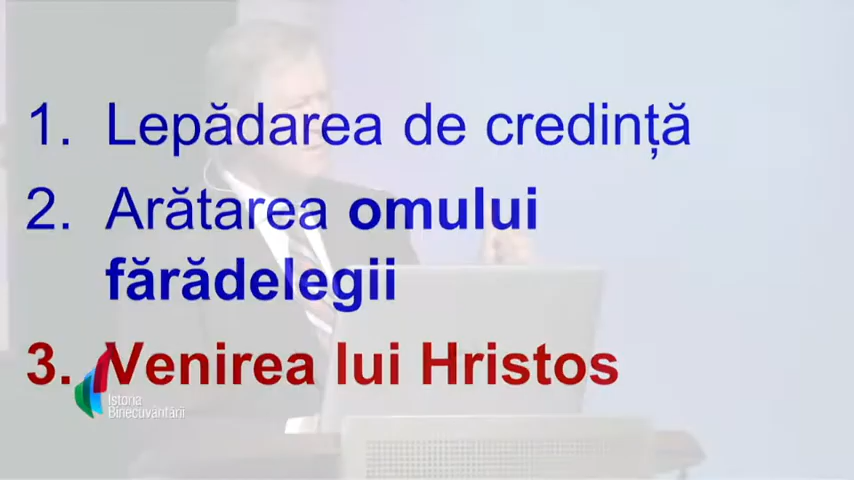 1. Lepădarea de credință
2. Arătarea omului
fărădelegii
3. Venirea lui Hristos
Istoria
Binecuvântării